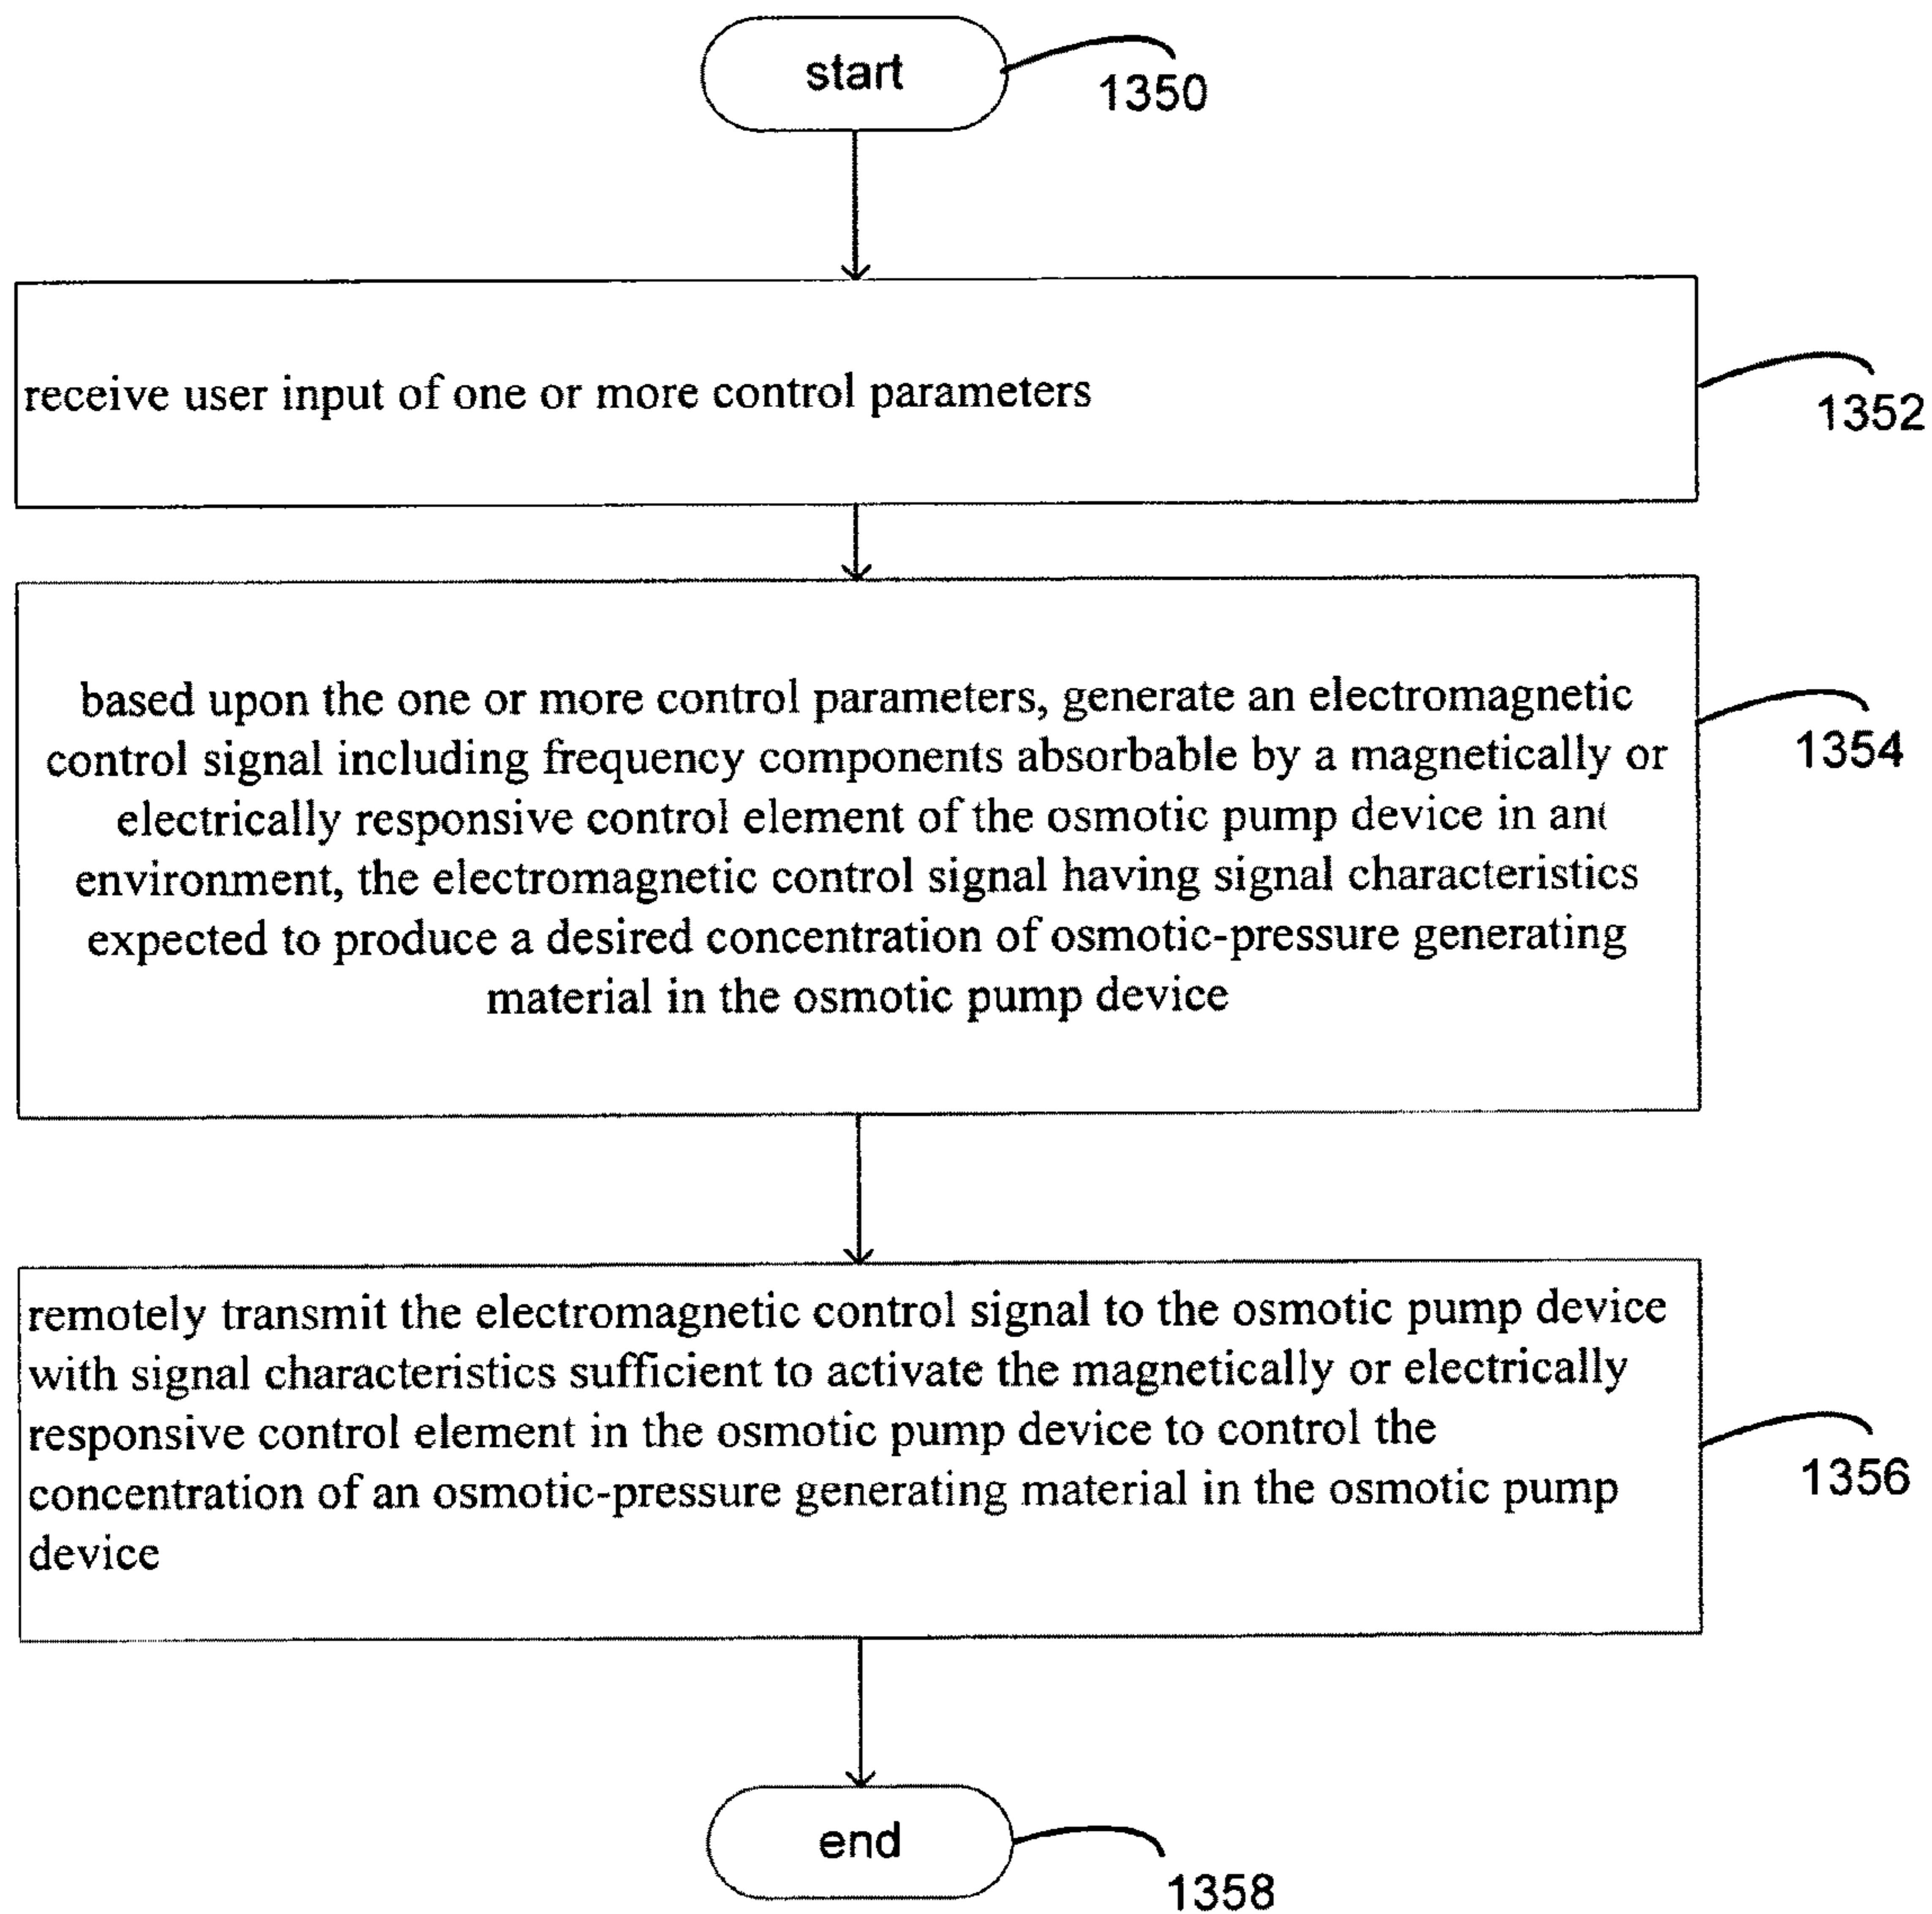 start
1350
receive user input of one or more control parameters
1352
based upon the one or more control parameters, generate an electromagnetic
control signal including frequency components absorbable by a magnetically or
electrically responsive control element of the osmotic pump device in an
environment, the electromagnetic control signal having signal characteristics
expected to produce a desired concentration of osmotic-pressure generating
material in the osmotic pump device
1354
remotely transmit the electromagnetic control signal to the osmotic pump device
with signal characteristics sufficient to activate the magnetically or electrically
responsive control element in the osmotic pump device to control the
concentration of an osmotic-pressure generating material in the osmotic pump
device
1356
end
1358